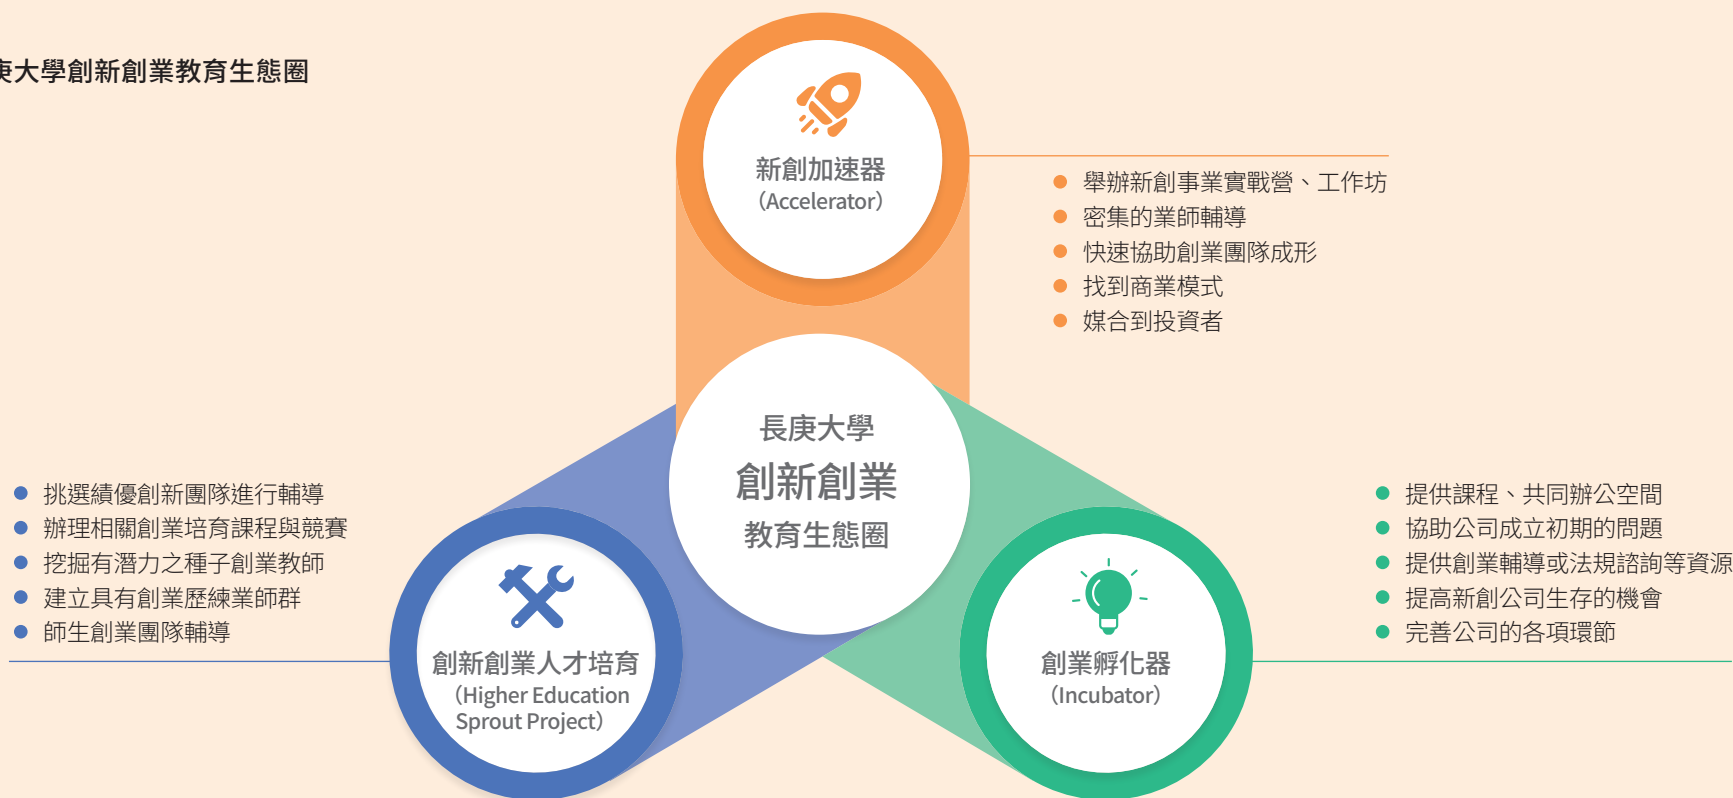 庚大學創新創業教育生態圈
新創加速器
（Accelerator）
舉辦新創事業實戰營、工作坊
密集的業師輔導
快速協助創業團隊成形
找到商業模式
媒合到投資者
長庚大學
創新創業
教育生態圈
挑選績優創新團隊進行輔導
辦理相關創業培育課程與競賽
挖掘有潛力之種子創業教師
建立具有創業歷練業師群
師生創業團隊輔導
創新創業人才培育
（Higher Education
Sprout Project）
提供課程、共同辦公空間
協助公司成立初期的問題
提供創業輔導或法規諮詢等資源
提高新創公司生存的機會
完善公司的各項環節
創業孵化器
（Incubator）